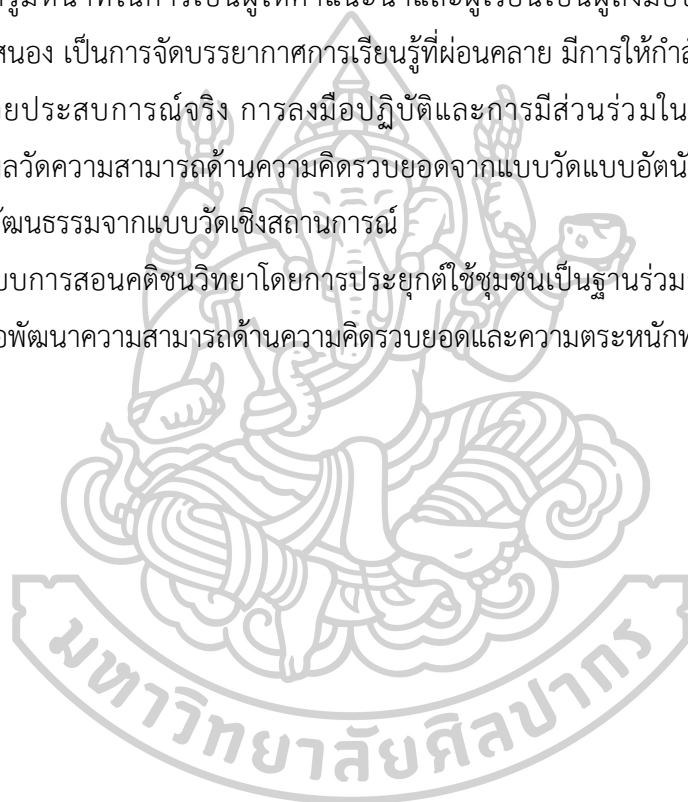 รูมีหน้าที่ในการเป็นผู้ให้คำแนะนำและผู้เรียนเป็นผู้ลงมือป
สนอง เป็นการจัดบรรยากาศการเรียนรู้ที่ผ่อนคลาย มีการให้กำลั
ยประสบการณ์จริง การลงมือปฏิบัติและการมีส่วนร่วมใน
ลวัดความสามารถด้านความคิดรวบยอดจากแบบวัดแบบอัตนั
ัฒนธรรมจากแบบวัดเชิงสถานการณ์
บบการสอนคติชนวิทยาโดยการประยุกต์ใช้ชุมชนเป็นฐานร่วม
อพัฒนาความสามารถด้านความคิดรวบยอดและความตระหนักท
มหาวิทยาลัยศิลปากร